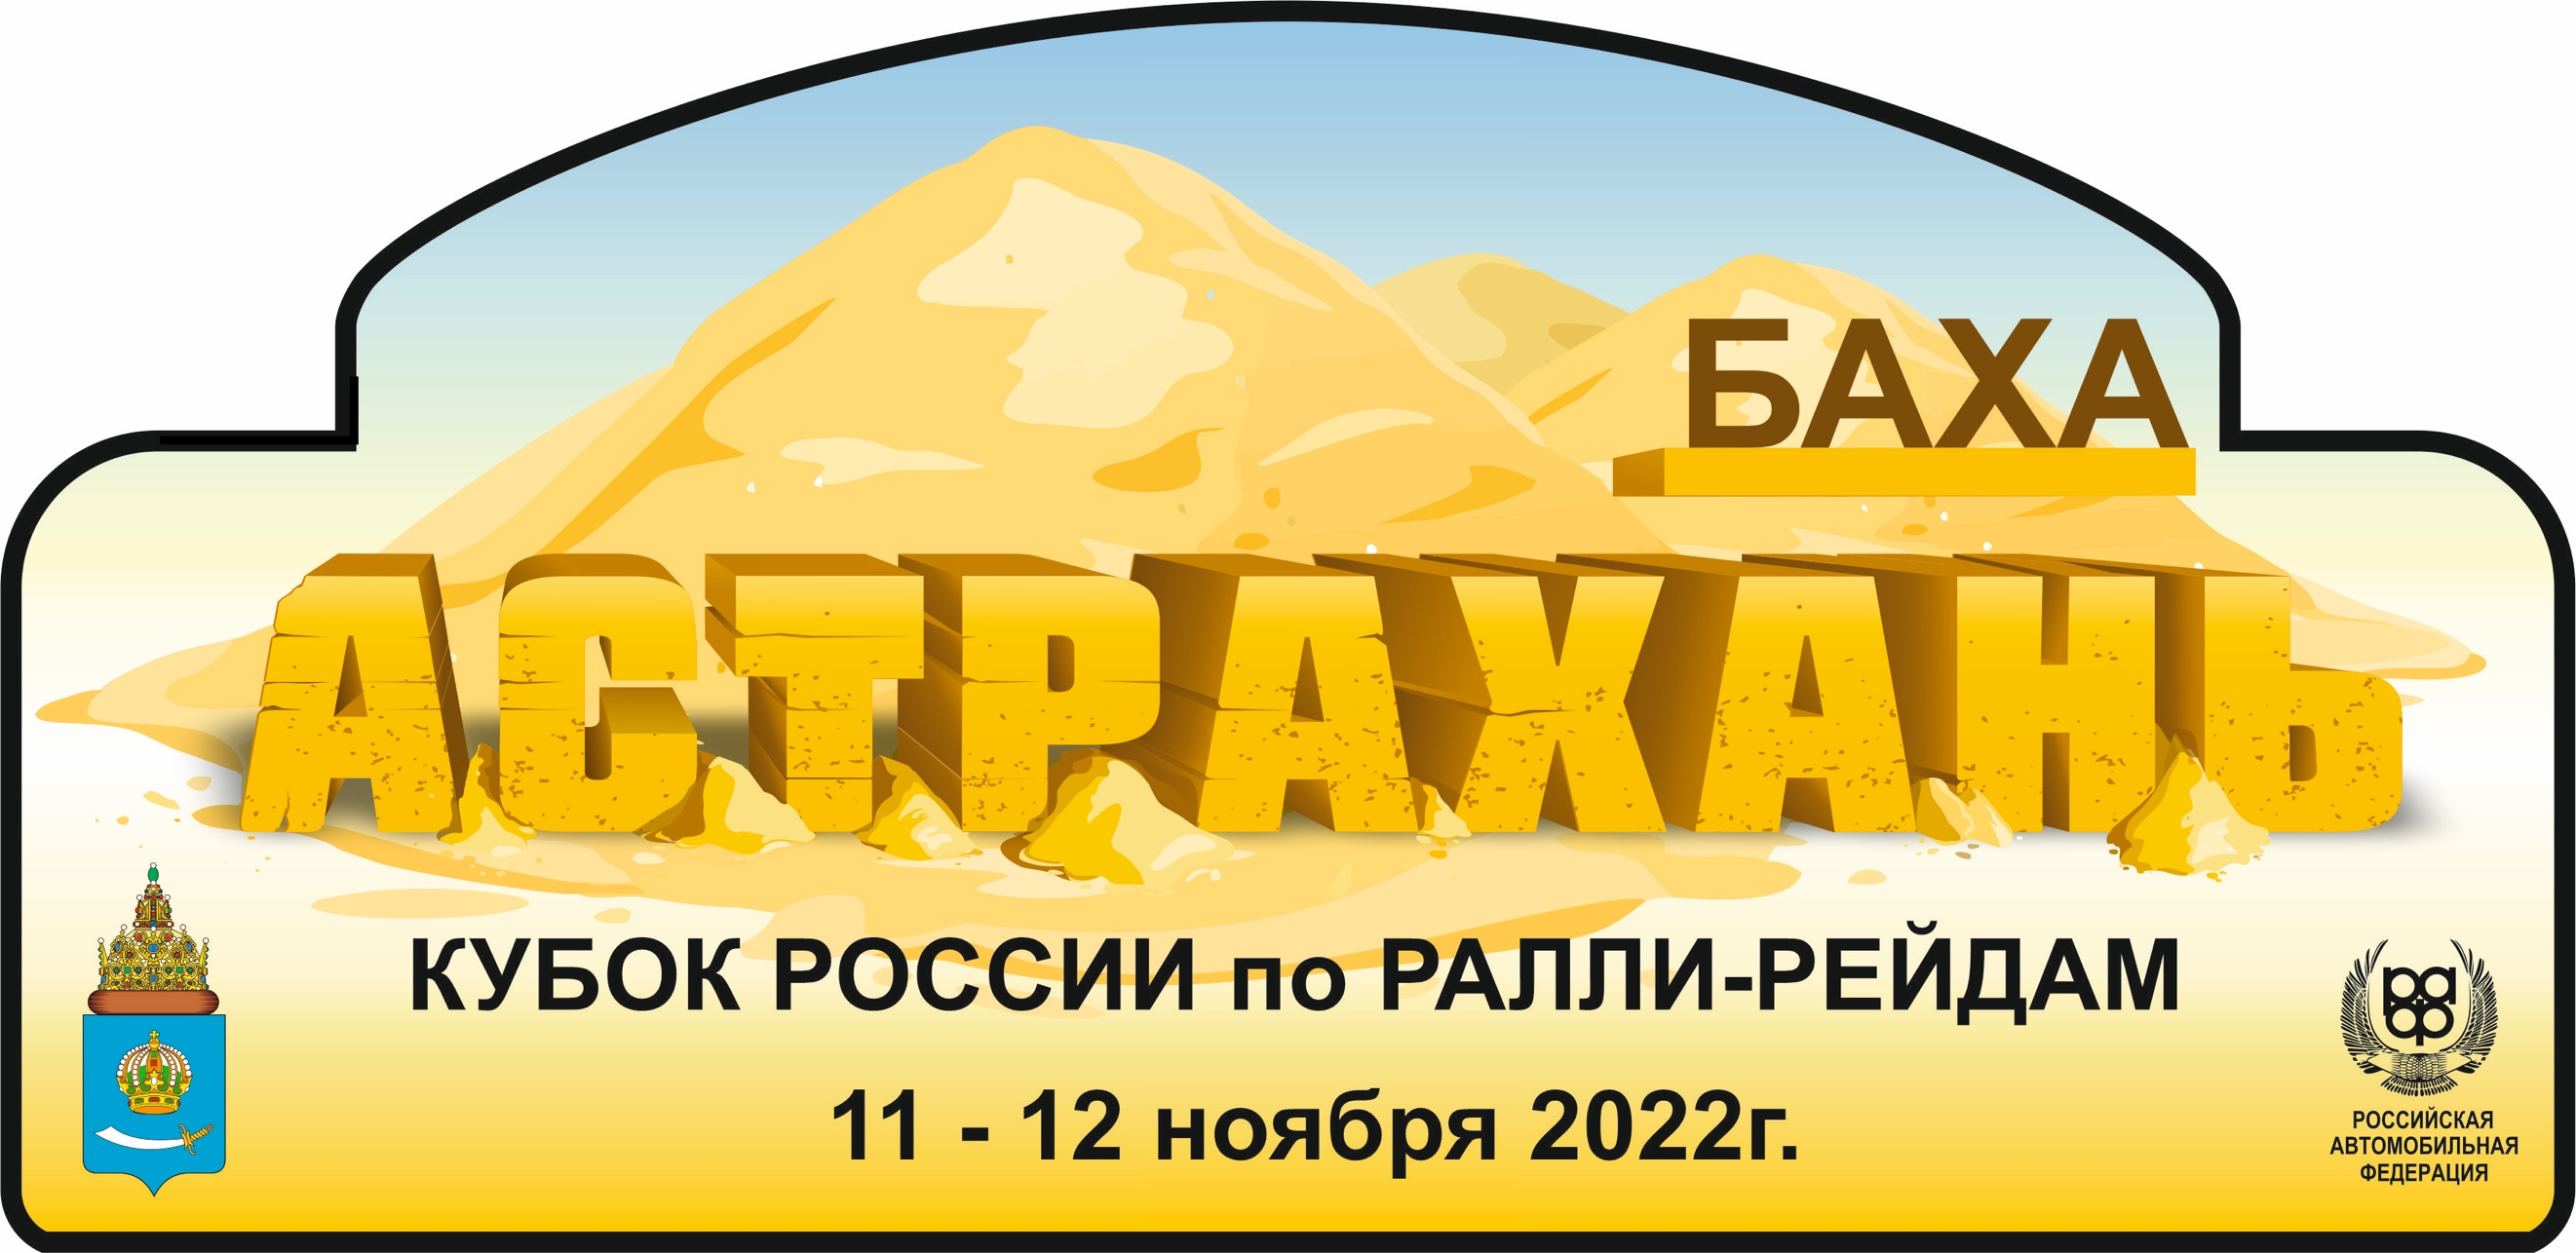 БАХА
АСТРАХАНЬ
КУБОК РОССИИ по РАЛЛИ-РЕЙДАМ
11 - 12 ноября 2022г.
РОССИЙСКАЯ
АВТОМОБИЛЬНАЯ
ФЕДЕРАЦИЯ